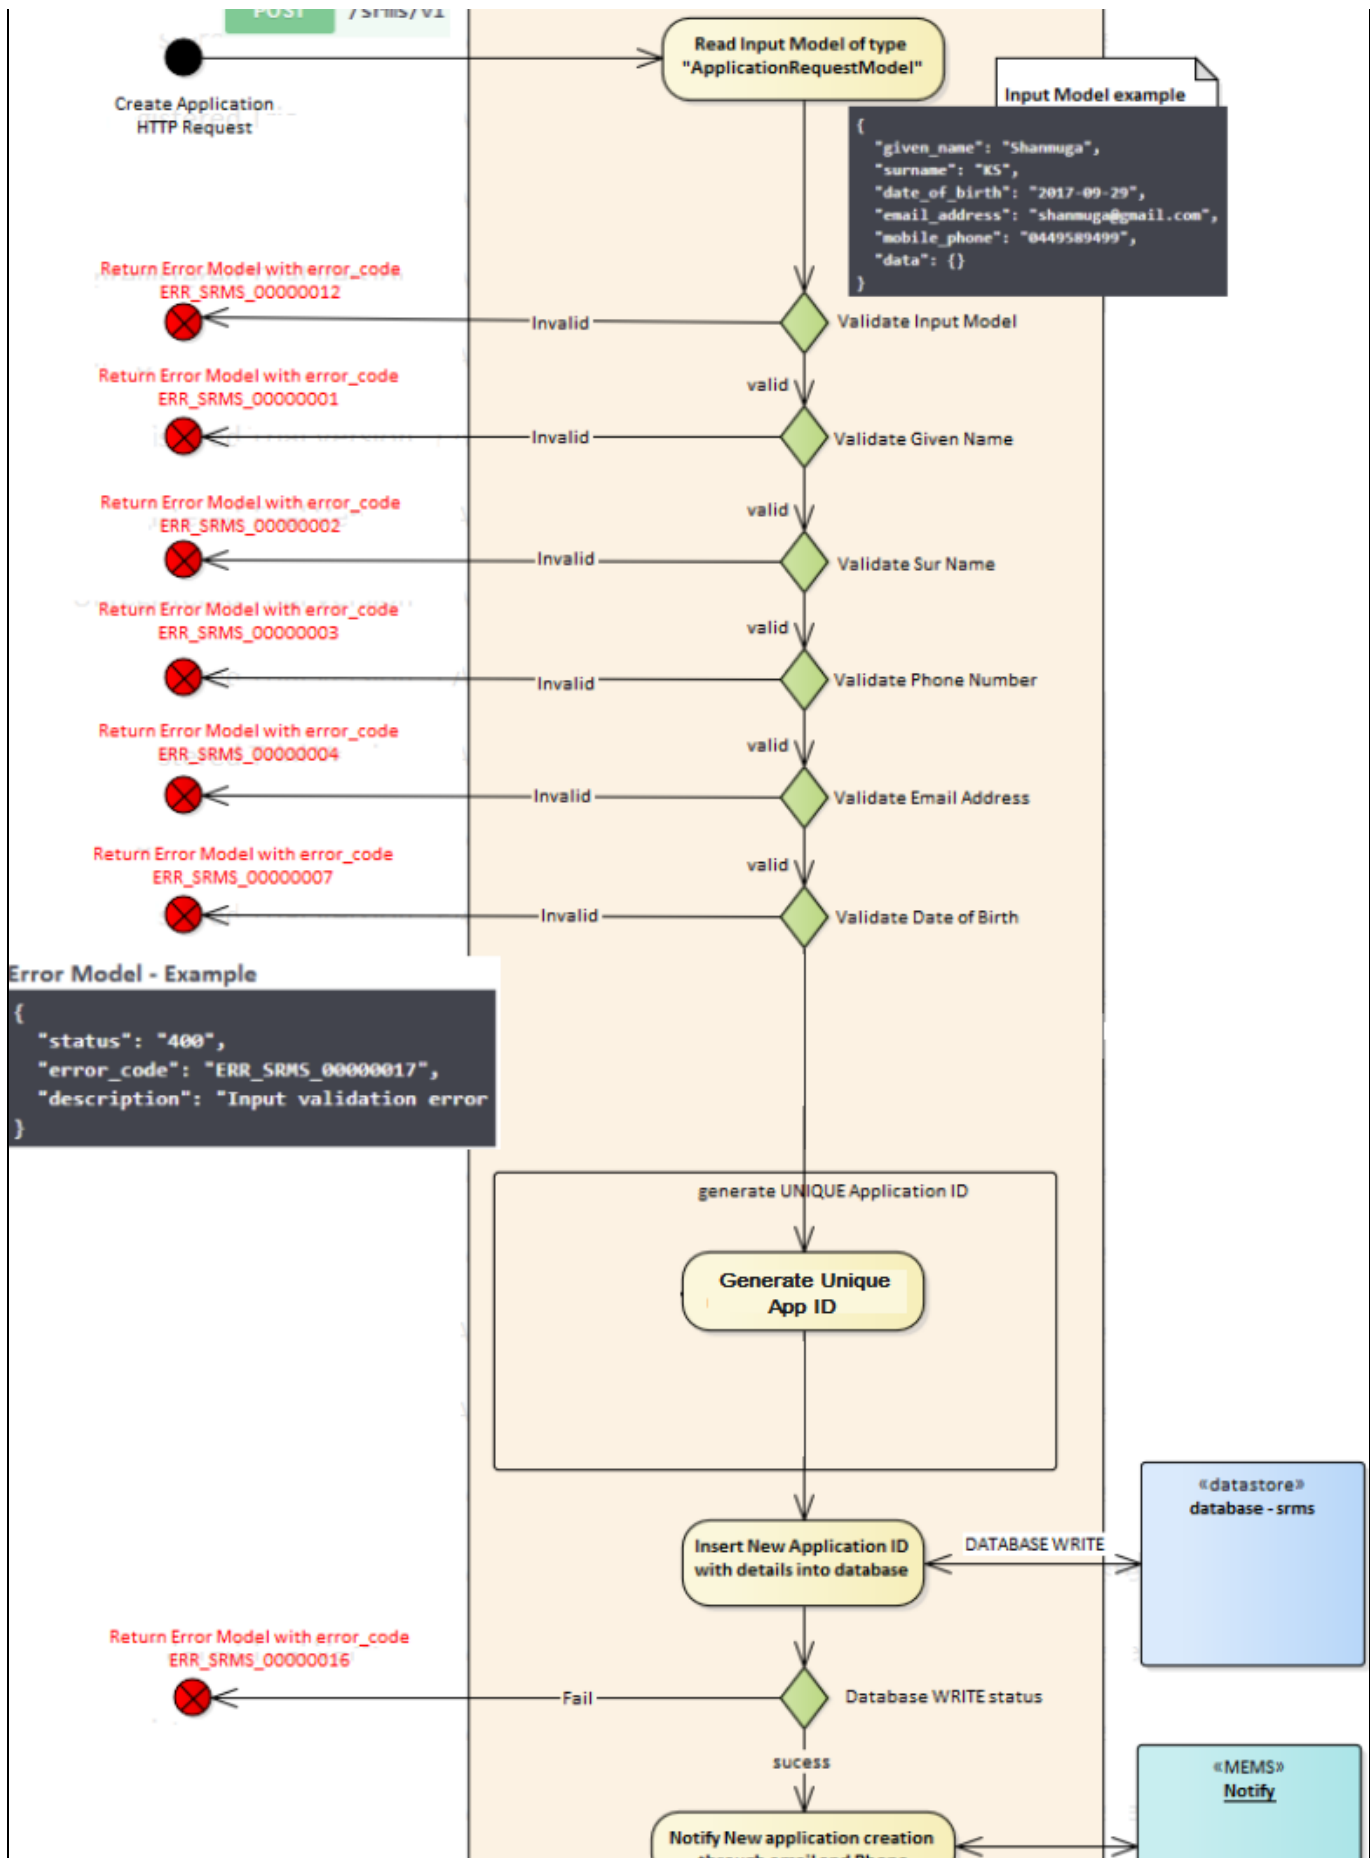 POST /srms/v1
Read Input Model of type
"ApplicationRequestModel"
Create Application
HTTP Request
Input Model example
{
"given_name": "Shanmuga",
"surname": "KS",
"date_of_birth": "2017-09-29",
"email_address": "shanmuga@gmail.com",
"mobile_phone": "0449589499",
"data": {}
}
Return Error Model with error_code
ERR_SRMS_00000012
Invalid
Validate Input Model
valid
Return Error Model with error_code
ERR_SRMS_00000001
Invalid
Validate Given Name
valid
Return Error Model with error_code
ERR_SRMS_00000002
Invalid
Validate Sur Name
valid
Return Error Model with error_code
ERR_SRMS_00000003
Invalid
Validate Phone Number
valid
Return Error Model with error_code
ERR_SRMS_00000004
Invalid
Validate Email Address
valid
Return Error Model with error_code
ERR_SRMS_00000007
Invalid
Validate Date of Birth
Error Model - Example
{
"status": "400",
"error_code": "ERR_SRMS_00000017",
"description": "Input validation error
}
generate UNIQUE Application ID
Generate Unique
App ID
Insert New Application ID
with details into database
DATABASE WRITE
«datastore»
database - srms
Return Error Model with error_code
ERR_SRMS_00000016
Fail
Database WRITE status
sucess
«MEMS»
Notify
Notify New application creation
through email and Phone